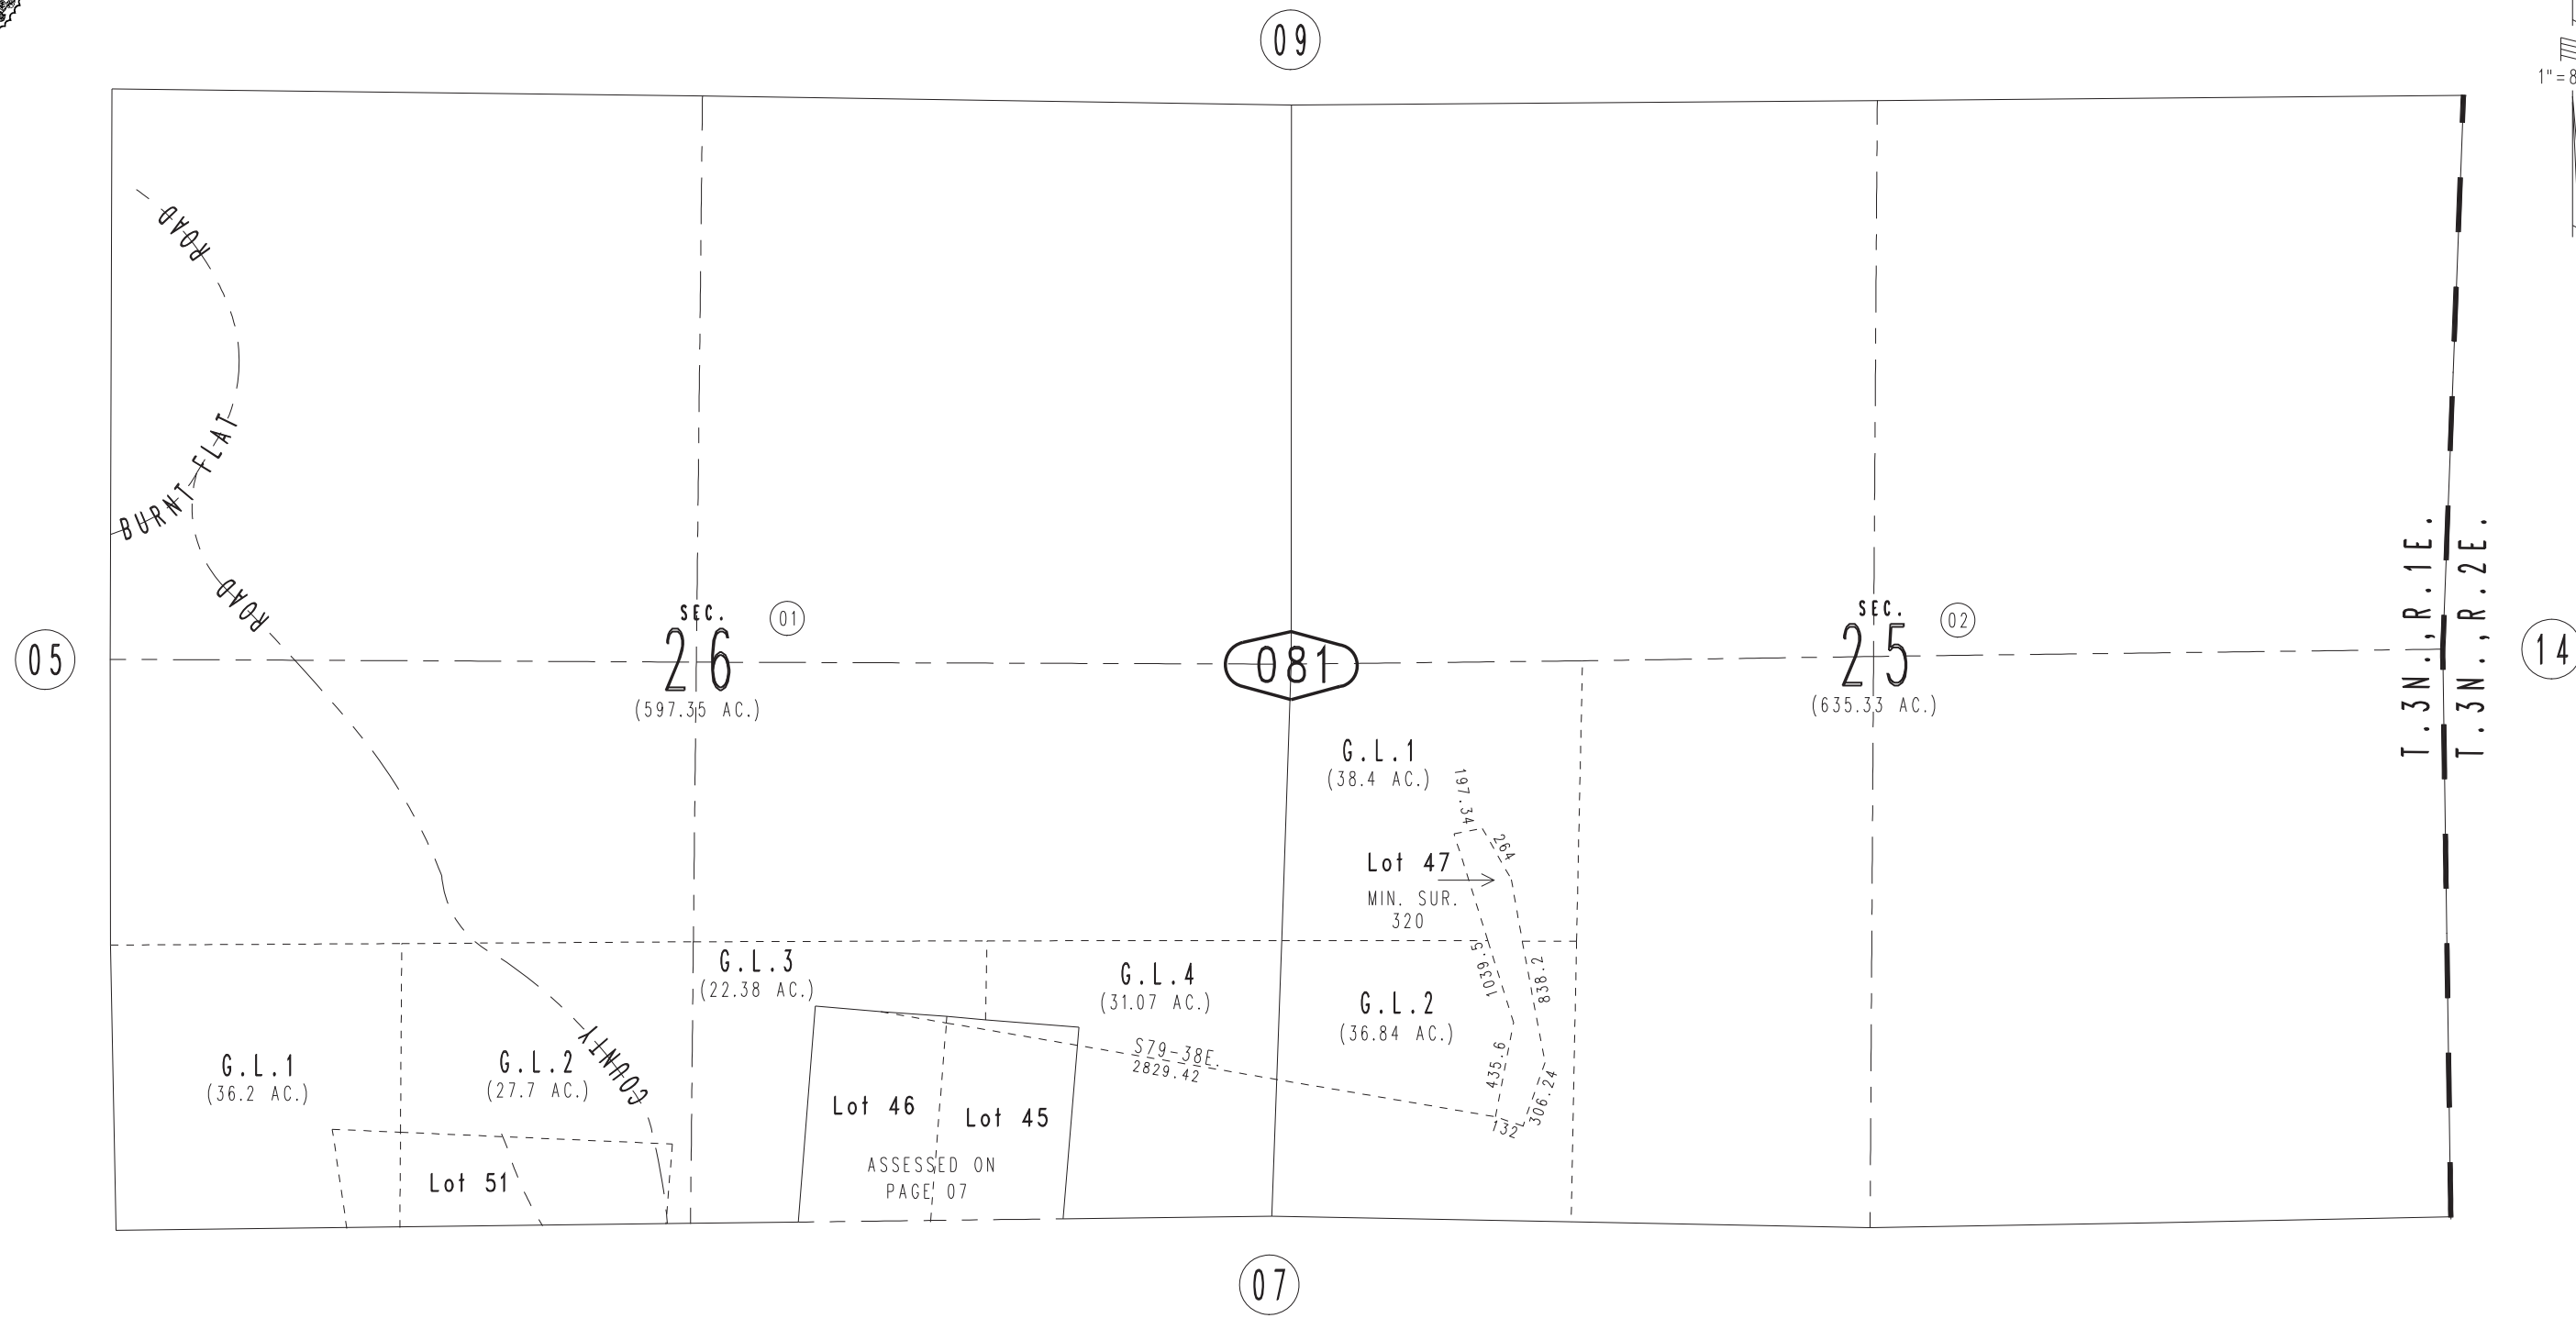 09
1" = 8
ROAD
BURNT FLAT
ROAD
05
SEC.
26
(597.35 AC.)
01
081
SEC.
25
(635.33 AC.)
02
T.3N.,R.1E.
T.3N.,R.2E.
14
G.L.1
(38.4 AC.)
197.34
264
Lot 47
MIN. SUR.
320
1039.5
838.2
G.L.3
(22.38 AC.)
G.L.4
(31.07 AC.)
G.L.2
(36.84 AC.)
S79-38E.
2829.42
435.6
306.24
132
G.L.1
(36.2 AC.)
G.L.2
(27.7 AC.)
COUNTY
Lot 46
Lot 45
ASSESSED ON
PAGE 07
Lot 51
07